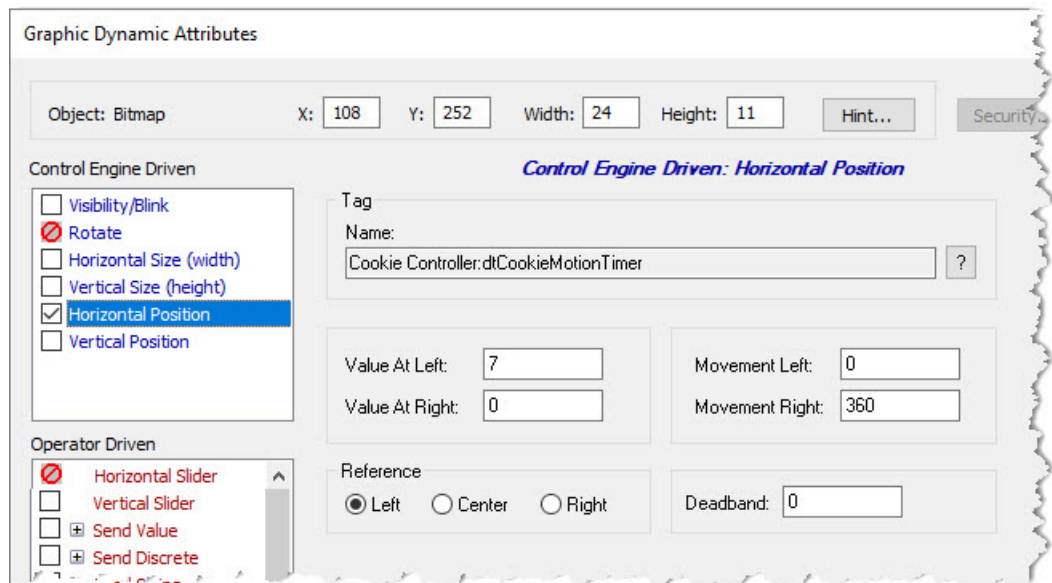 Graphic Dynamic Attributes
Object: Bitmap X: 108 Y: 252 Width: 24 Height: 11 Hint... Security...
Control Engine Driven
Visibility/Blink
Rotate
Horizontal Size (width)
Vertical Size (height)
Horizontal Position
Vertical Position
Control Engine Driven: Horizontal Position
Tag
Name:
Cookie Controller:dtCookieMotionTimer ?
Value At Left: 7
Value At Right: 0
Movement Left: 0
Movement Right: 360
Operator Driven
Horizontal Slider
Vertical Slider
Send Value
Send Discrete
Reference
Left Center Right
Deadband: 0